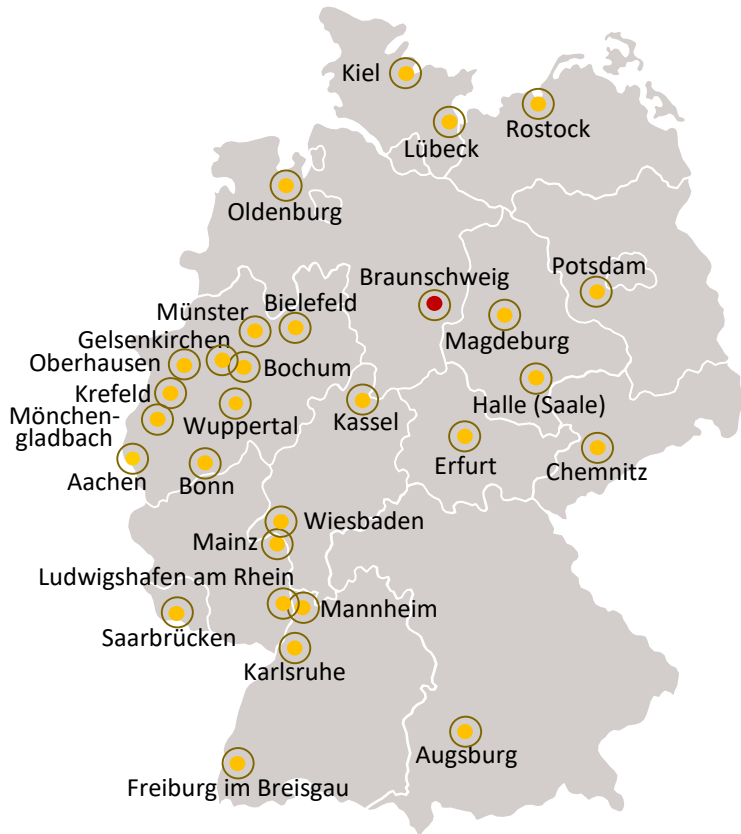 Kiel
Rostock
Lübeck
Oldenburg
Braunschweig
Potsdam
Bielefeld
Münster
Magdeburg
Gelsenkirchen
Oberhausen
Bochum
Krefeld
Halle (Saale)
Mönchen-
gladbach
Wuppertal
Kassel
Erfurt
Chemnitz
Aachen
Bonn
Wiesbaden
Mainz
Ludwigshafen am Rhein
Mannheim
Saarbrücken
Karlsruhe
Augsburg
Freiburg im Breisgau